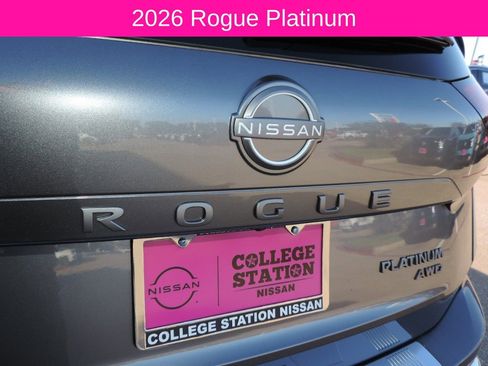 2026 Rogue Platinum
NISSAN
ROGUE
PLATINUM
AWD
NISSAN
COLLEGE
STATION
NISSAN
COLLEGE STATION NISSAN